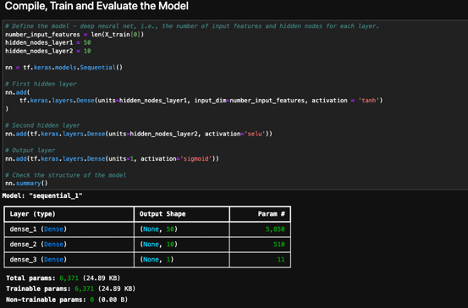 Compile, Train and Evaluate the Model
# Define the model - deep neural net, i.e., the number of input features and hidden nodes for each layer.
number_input_features = len(X_train[0])
hidden_nodes_layer1 = 50
hidden_nodes_layer2 = 10
nn = tf.keras.models.Sequential()
# First hidden layer
nn.add(
tf.keras.layers.Dense(units=hidden_nodes_layer1, input_dim=number_input_features, activation = 'tanh')
)
# Second hidden layer
nn.add(tf.keras.layers.Dense(units=hidden_nodes_layer2, activation='selu'))
# Output layer
nn.add(tf.keras.layers.Dense(units=1, activation='sigmoid'))
# Check the structure of the model
nn.summary()
Model: "sequential_1"
Layer (type) Output Shape Param #
dense_1 (Dense) (None, 50) 5,850
dense_2 (Dense) (None, 10) 510
dense_3 (Dense) (None, 1) 11
Total params: 6,371 (24.89 KB)
Trainable params: 6,371 (24.89 KB)
Non-trainable params: 0 (0.00 B)